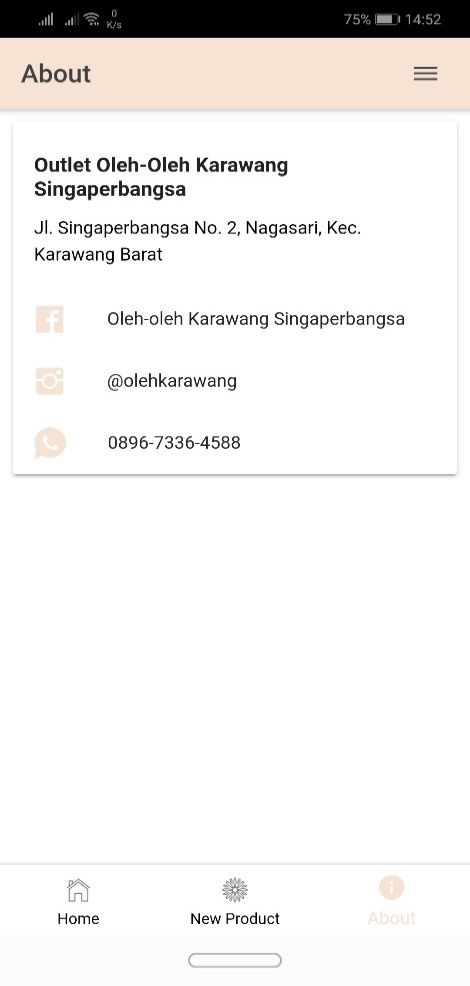 0
K/s
75%
14:52
About
Outlet Oleh-Oleh Karawang
Singaperbangsa
Jl. Singaperbangsa No. 2, Nagasari, Kec.
Karawang Barat
Oleh-oleh Karawang Singaperbangsa
@olehkarawang
0896-7336-4588
Home
New Product
About